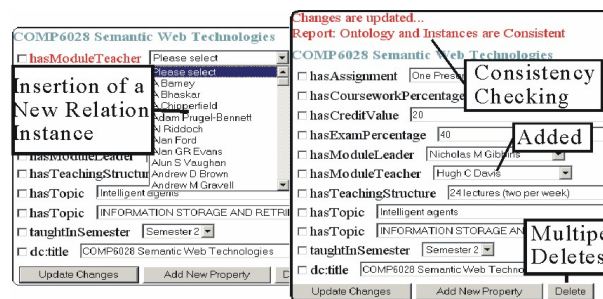 COMP6028 Semantic Web Technologies
hasModuleTeacher Please select
Please select
A Barney
A Bhaskar
A Chipperfield
Adam Prugel-Bennett
Al Riddoch
Alan Ford
Alan GR Evans
Alun S Vaughan
Andrew D Brown
Andrew M Gravell
Insertion of a
New Relation
Instance
hasModuleLeader
hasTeachingStructur
hasTopic Intelligent agents
hasTopic INFORMATION STORAGE AND RETRI
taughtInSemester Semester 2
dc:title COMP6028 Semantic Web Technologies
Update Changes Add New Property D
Changes are updated...
Report: Ontology and Instances are Consistent
COMP6028 Semantic Web Technologies
hasAssignment One Prese
hasCourseworkPercentage
Consistency
Checking
hasCreditValue 20
hasExamPercentage 40
Added
hasModuleLeader Nicholas M Gibbins
hasModuleTeacher Hugh C Davis
hasTeachingStructure 24 lectures (two per week)
hasTopic Intelligent agents
hasTopic INFORMATION STORAGE AND RETRI
taughtInSemester Semester 2
Multipe
Deletes
dc:title COMP6028 Semantic Web Techno
Update Changes Add New Property Delete